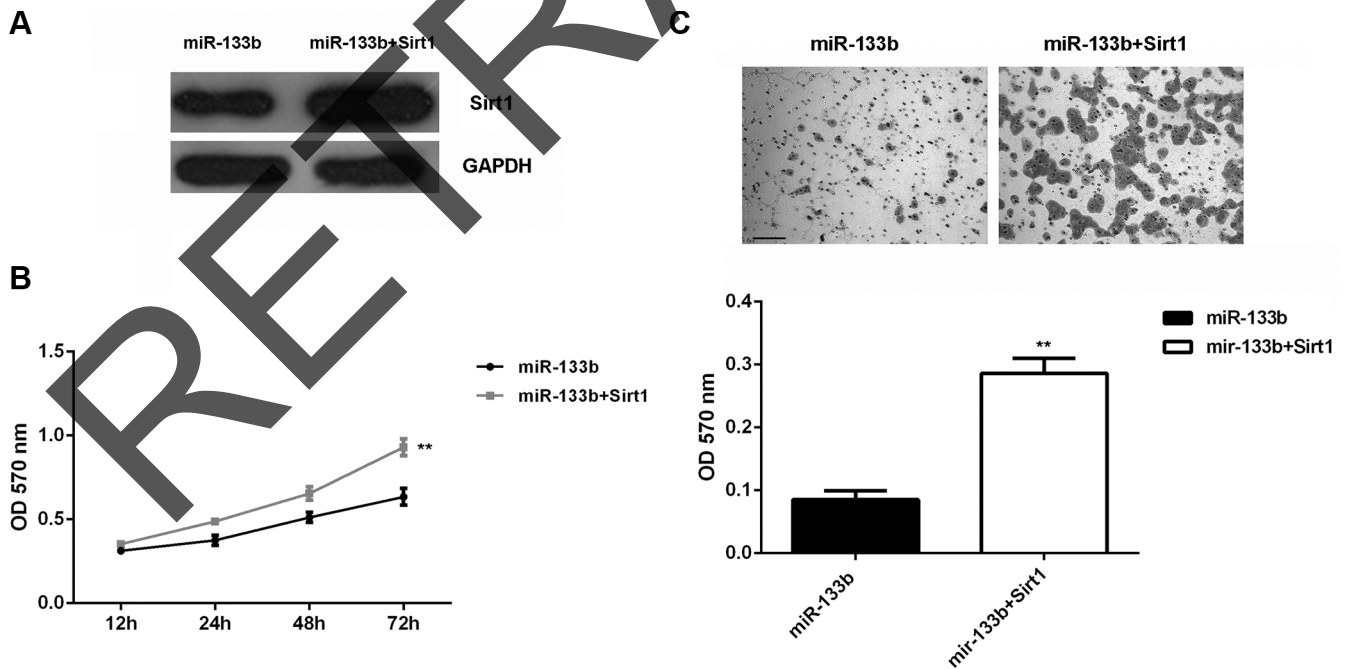 A
miR-133b miR-133b+Sirt1
Sirt1
GAPDH
B
1.5
1.0
0.5
0.0
OD 570 nm
12h 24h 48h 72h
miR-133b
miR-133b+Sirt1
**
C
miR-133b miR-133b+Sirt1
0.4
0.3
0.2
0.1
0.0
OD 570 nm
**
miR-133b
mir-133b+Sirt1
miR-133b
mir-133b+Sirt1
RETR